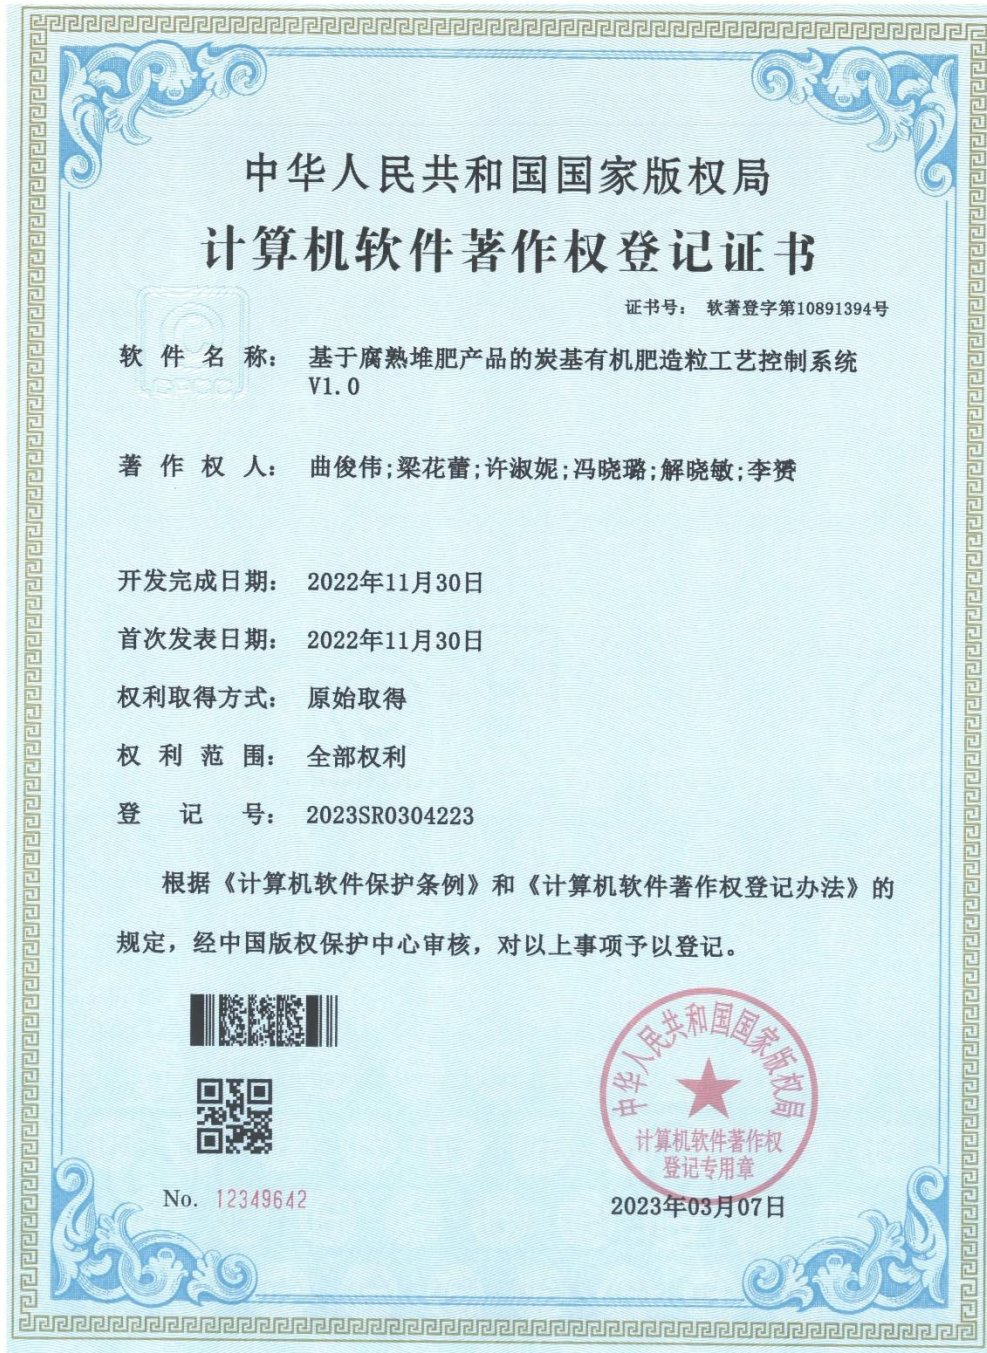 中华人民共和国国家版权局
计算机软件著作权登记证书
证书号： 软著登字第10891394号
软件名称： 基于腐熟堆肥产品的炭基有机肥造粒工艺控制系统
V1.0
著作权人： 曲俊伟;梁花蕾;许淑妮;冯晓璐;解晓敏;李赟
开发完成日期： 2022年11月30日
首次发表日期： 2022年11月30日
权利取得方式： 原始取得
权利范围： 全部权利
登记号： 2023SR0304223
根据《计算机软件保护条例》和《计算机软件著作权登记办法》的
规定，经中国版权保护中心审核，对以上事项予以登记。
中华人民共和国国家版权局
计算机软件著作权
登记专用章
No. 12349642
2023年03月07日